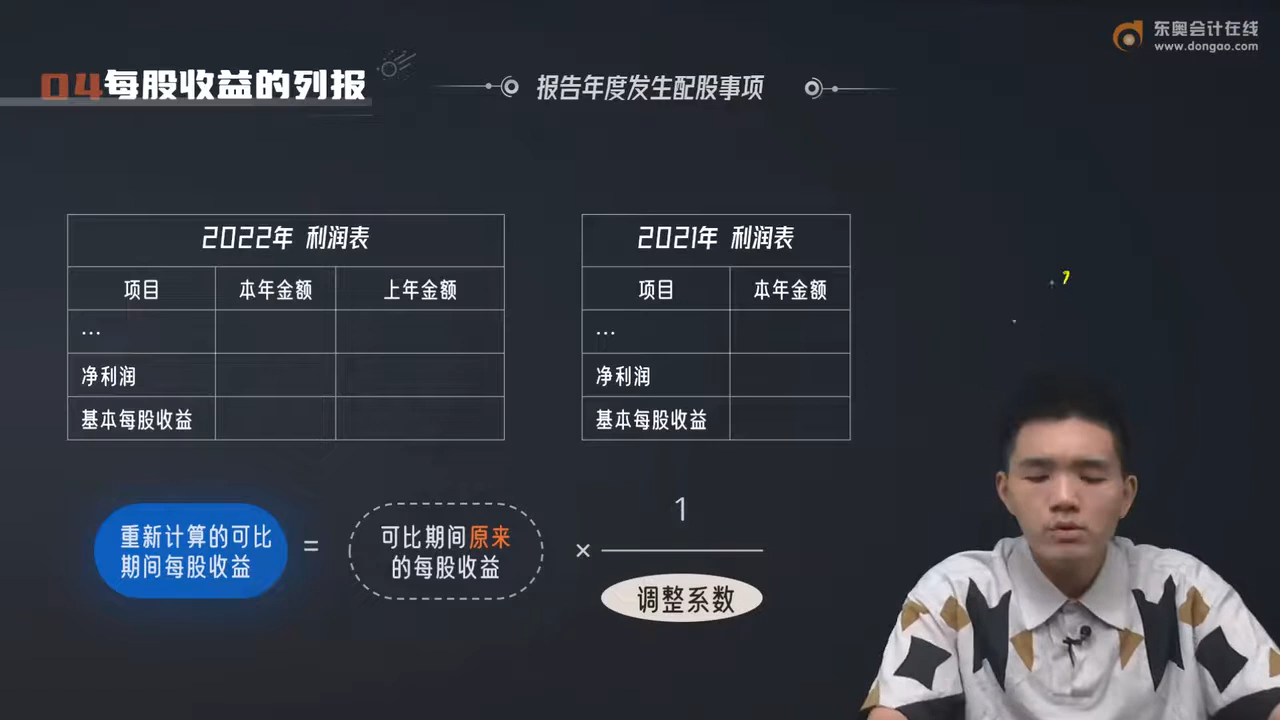 东奥会计在线
www.dongao.com
04每股收益的列报
报告年度发生配股事项
2022年 利润表
项目 本年金额 上年金额
...
净利润
基本每股收益
2021年 利润表
项目 本年金额
...
净利润
基本每股收益
重新计算的可比
期间每股收益
=
可比期间原来
的每股收益
×
1
调整系数